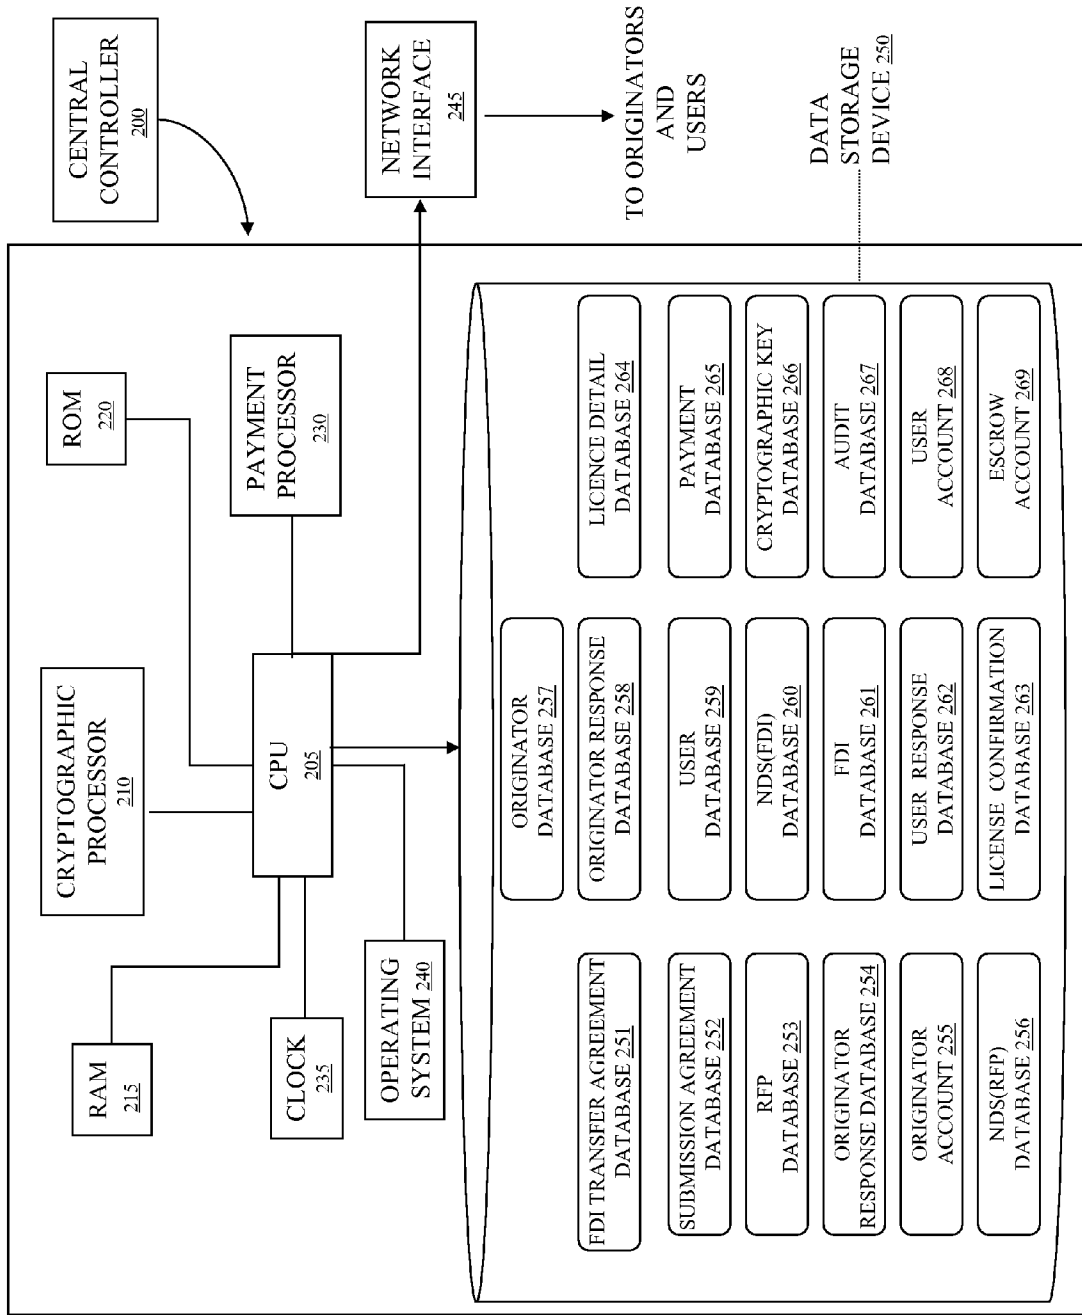 CENTRAL
CONTROLLER
200
NETWORK
INTERFACE
245
TO ORIGINATORS
AND
USERS
DATA
STORAGE
DEVICE 250
ROM
220
PAYMENT
PROCESSOR
230
CRYPTOGRAPHIC
PROCESSOR
210
CPU
205
RAM
215
CLOCK
235
OPERATING
SYSTEM 240
FDI TRANSFER AGREEMENT
DATABASE 251
SUBMISSION AGREEMENT
DATABASE 252
RFP
DATABASE 253
ORIGINATOR
RESPONSE DATABASE 254
ORIGINATOR
ACCOUNT 255
NDS(RFP)
DATABASE 256
ORIGINATOR
DATABASE 257
ORIGINATOR RESPONSE
DATABASE 258
USER
DATABASE 259
NDS(FDI)
DATABASE 260
FDI
DATABASE 261
USER RESPONSE
DATABASE 262
LICENSE CONFIRMATION
DATABASE 263
LICENCE DETAIL
DATABASE 264
PAYMENT
DATABASE 265
CRYPTOGRAPHIC KEY
DATABASE 266
AUDIT
DATABASE 267
USER
ACCOUNT 268
ESCROW
ACCOUNT 269